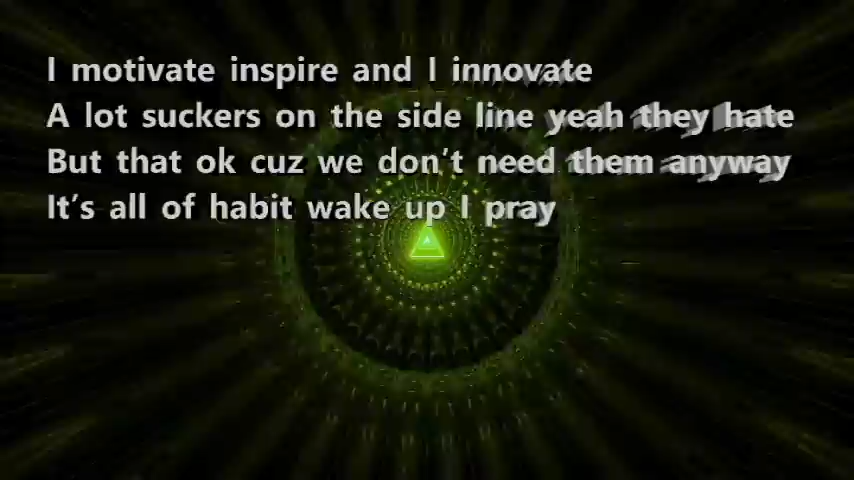 I motivate inspire and I innovate
A lot suckers on the side line yeah they hate
But that ok cuz we don't need them anyway
It's all of habit wake up I pray